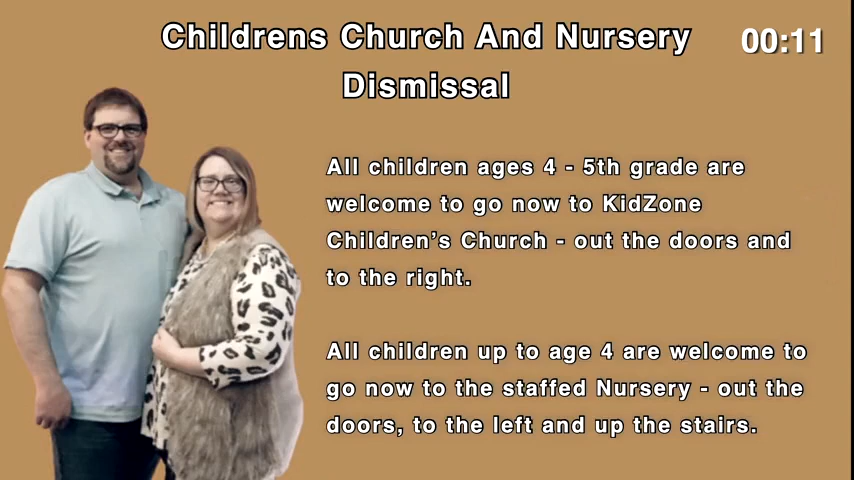 Childrens Church And Nursery
Dismissal
00:11
All children ages 4 - 5th grade are
welcome to go now to KidZone
Children’s Church - out the doors and
to the right.
All children up to age 4 are welcome to
go now to the staffed Nursery - out the
doors, to the left and up the stairs.